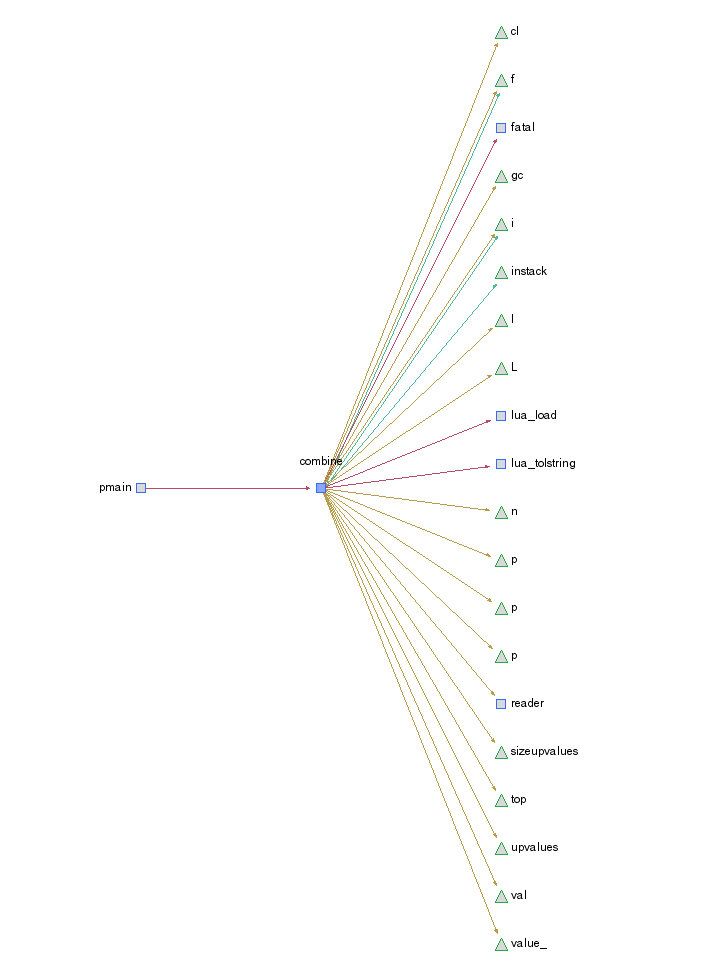 cl
f
fatal
gc
i
instack
l
L
lua_load
combine
lua_tolstring
pmain
n
p
p
p
reader
sizeupvalues
top
upvalues
val
value_